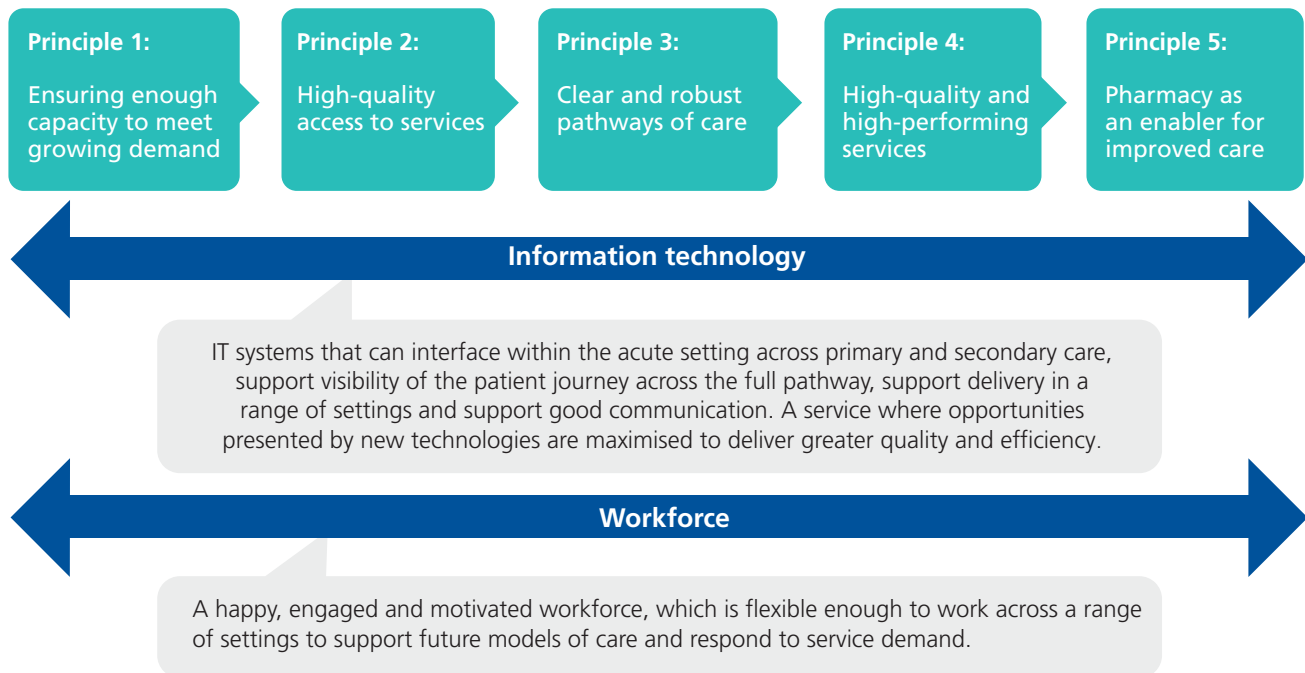 Principle 1:
Ensuring enough
capacity to meet
growing demand
Principle 2:
High-quality
access to services
Principle 3:
Clear and robust
pathways of care
Principle 4:
High-quality and
high-performing
services
Principle 5:
Pharmacy as
an enabler for
improved care
Information technology
IT systems that can interface within the acute setting across primary and secondary care,
support visibility of the patient journey across the full pathway, support delivery in a
range of settings and support good communication. A service where opportunities
presented by new technologies are maximised to deliver greater quality and efficiency.
Workforce
A happy, engaged and motivated workforce, which is flexible enough to work across a range
of settings to support future models of care and respond to service demand.